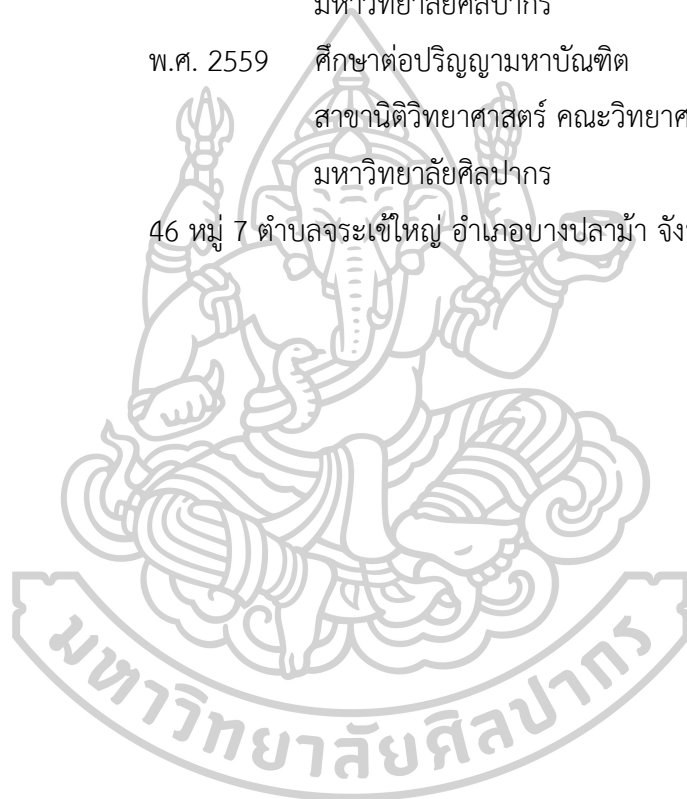 มหาวิทยาลัยศิลปากร
พ.ศ. 2559 ศึกษาต่อปริญญามหาบัณฑิต
สาขานิติวิทยาศาสตร์ คณะวิทยาศ
มหาวิทยาลัยศิลปากร
46 หมู่ 7 ตำบลจระเข้ใหญ่ อำเภอบางปลาม้า จัง
มหาวิทยาลัยศิลปากร